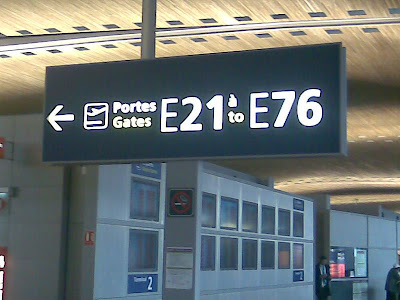 Portes
Gates
E21 à to E76
Terminal
2